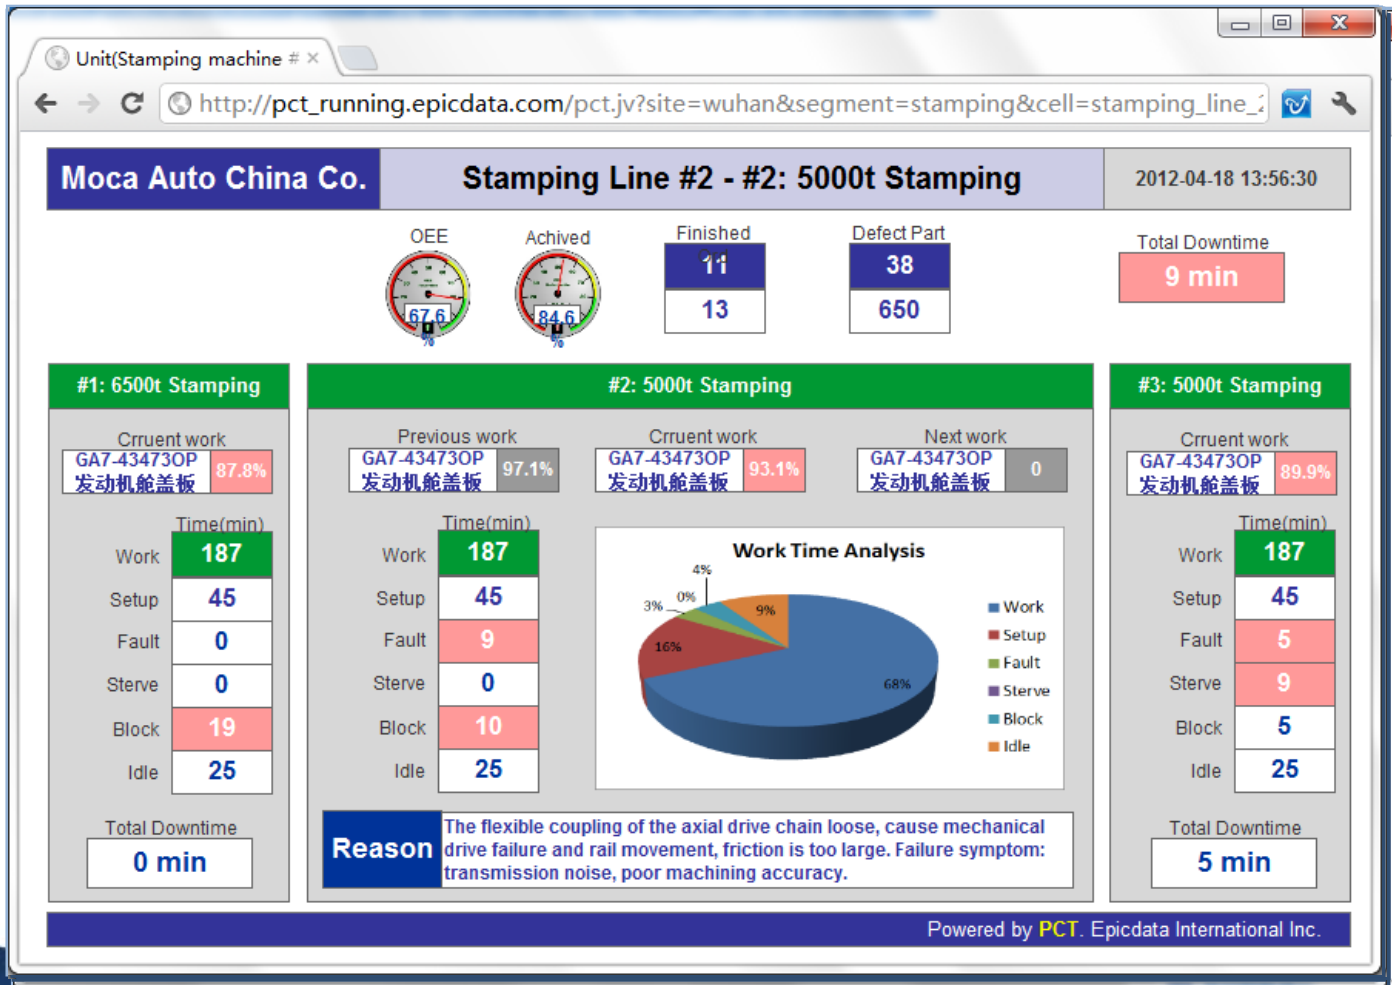 Unit(Stamping machine #
http://pct_running.epicdata.com/pct.jv?site=wuhan&segment=stamping&cell=stamping_line_2
Moca Auto China Co.
Stamping Line #2 - #2: 5000t Stamping
2012-04-18 13:56:30
OEE
67.6
%
Achived
84.6
%
Finished
11
13
Defect Part
38
650
Total Downtime
9 min
#1: 6500t Stamping
Crruent work
GA7-43473OP
发动机舱盖板
87.8%
Time(min)
Work 187
Setup 45
Fault 0
Sterve 0
Block 19
Idle 25
Total Downtime
0 min
#2: 5000t Stamping
Previous work
GA7-43473OP
发动机舱盖板
97.1%
Crruent work
GA7-43473OP
发动机舱盖板
93.1%
Next work
GA7-43473OP
发动机舱盖板
0
Time(min)
Work 187
Setup 45
Fault 9
Sterve 0
Block 10
Idle 25
Work Time Analysis
4%
0%
3%
9%
16%
68%
Work
Setup
Fault
Sterve
Block
Idle
Reason
The flexible coupling of the axial drive chain loose, cause mechanical
drive failure and rail movement, friction is too large. Failure symptom:
transmission noise, poor machining accuracy.
#3: 5000t Stamping
Crruent work
GA7-43473OP
发动机舱盖板
89.9%
Time(min)
Work 187
Setup 45
Fault 5
Sterve 9
Block 5
Idle 25
Total Downtime
5 min
Powered by PCT. Epicdata International Inc.